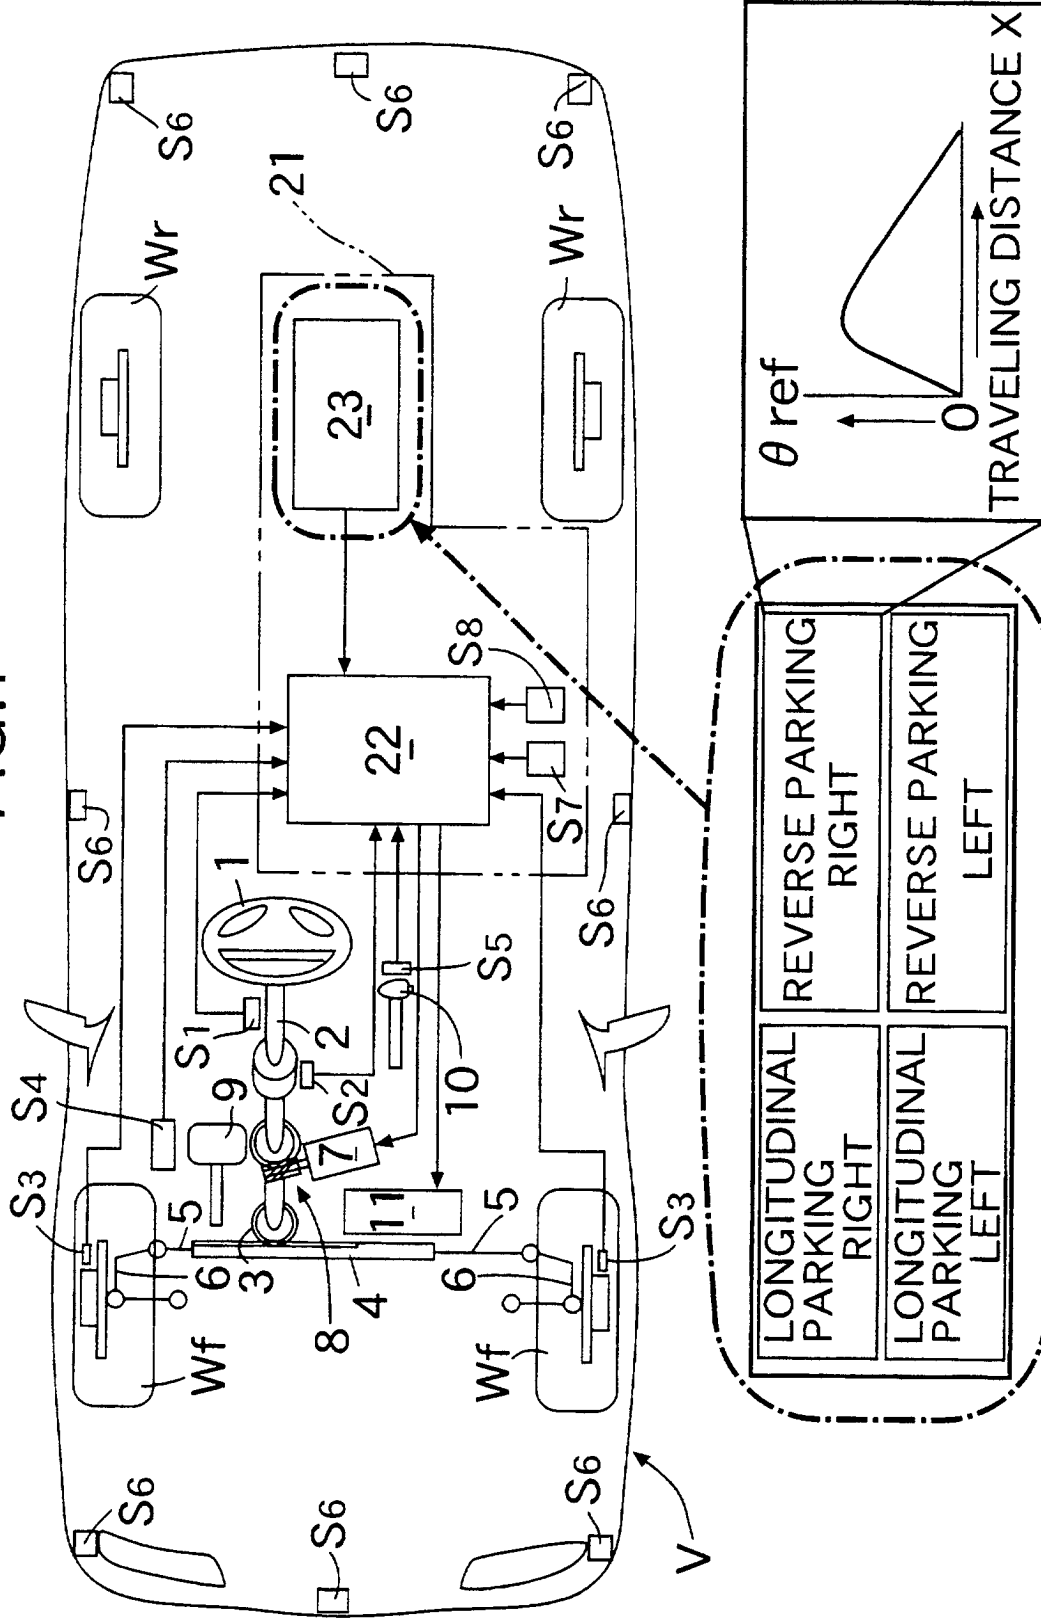 S6
S6
S6
Wr
21
Wr
23
S6
22
S8
S7
S6
1
S1
2
S2
S5
10
S4
9
7
8
11
S3
5
6
3
4
5
6
S3
Wf
Wf
S6
S6
S6
V
LONGITUDINAL
PARKING
RIGHT
REVERSE PARKING
RIGHT
LONGITUDINAL
PARKING
LEFT
REVERSE PARKING
LEFT
θ ref
0
TRAVELING DISTANCE X